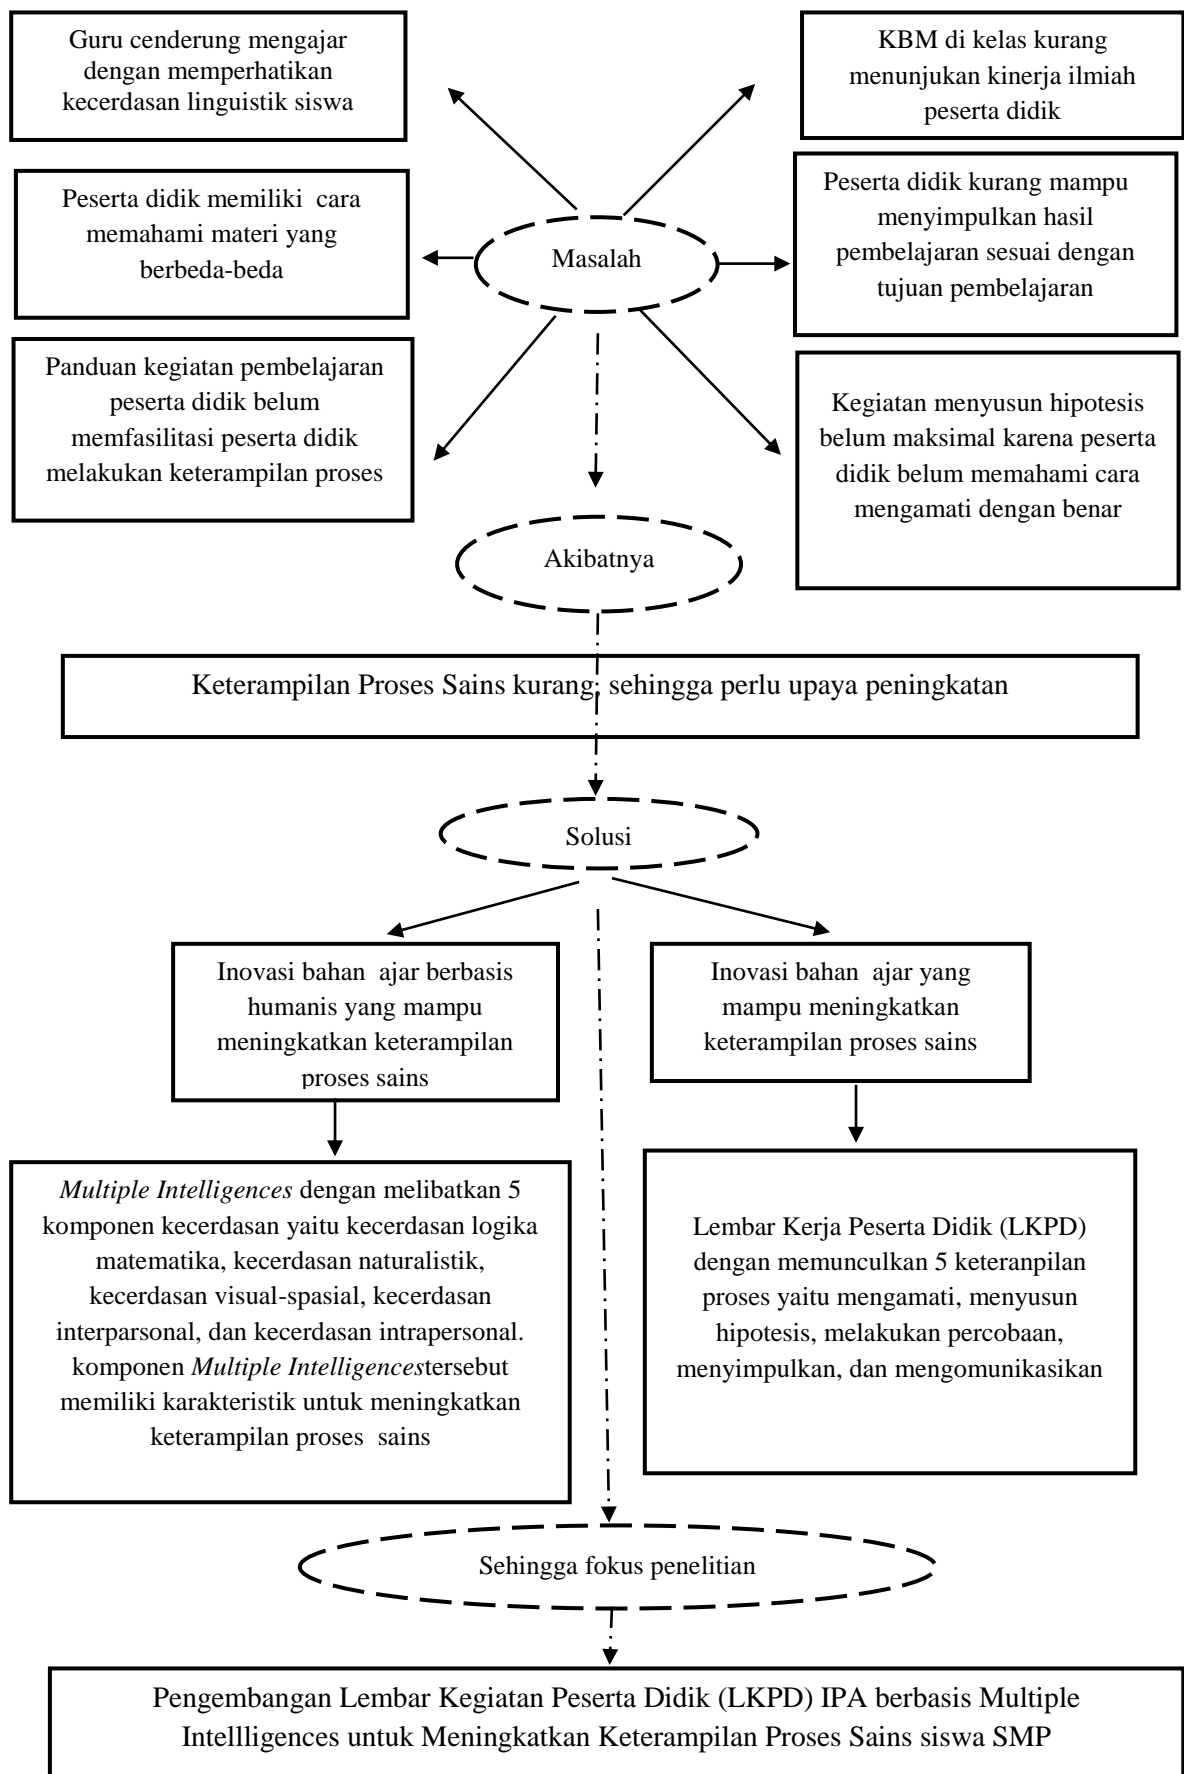 Guru cenderung mengajar
dengan memperhatikan
kecerdasan linguistik siswa
KBM di kelas kurang
menunjukan kinerja ilmiah
peserta didik
Peserta didik memiliki cara
memahami materi yang
berbeda-beda
Masalah
Peserta didik kurang mampu
menyimpulkan hasil
pembelajaran sesuai dengan
tujuan pembelajaran
Panduan kegiatan pembelajaran
peserta didik belum
memfasilitasi peserta didik
melakukan keterampilan proses
Kegiatan menyusun hipotesis
belum maksimal karena peserta
didik belum memahami cara
mengamati dengan benar
Akibatnya
Keterampilan Proses Sains kurang, sehingga perlu upaya peningkatan
Solusi
Inovasi bahan ajar berbasis
humanis yang mampu
meningkatkan keterampilan
proses sains
Inovasi bahan ajar yang
mampu meningkatkan
keterampilan proses sains
Multiple Intelligences dengan melibatkan 5
komponen kecerdasan yaitu kecerdasan logika
matematika, kecerdasan naturalistik,
kecerdasan visual-spasial, kecerdasan
interparsonal, dan kecerdasan intrapersonal.
komponen Multiple Intelligencestersebut
memiliki karakteristik untuk meningkatkan
keterampilan proses sains
Lembar Kerja Peserta Didik (LKPD)
dengan memunculkan 5 keteranpilan
proses yaitu mengamati, menyusun
hipotesis, melakukan percobaan,
menyimpulkan, dan mengomunikasikan
Sehingga fokus penelitian
Pengembangan Lembar Kegiatan Peserta Didik (LKPD) IPA berbasis Multiple
Intellligences untuk Meningkatkan Keterampilan Proses Sains siswa SMP